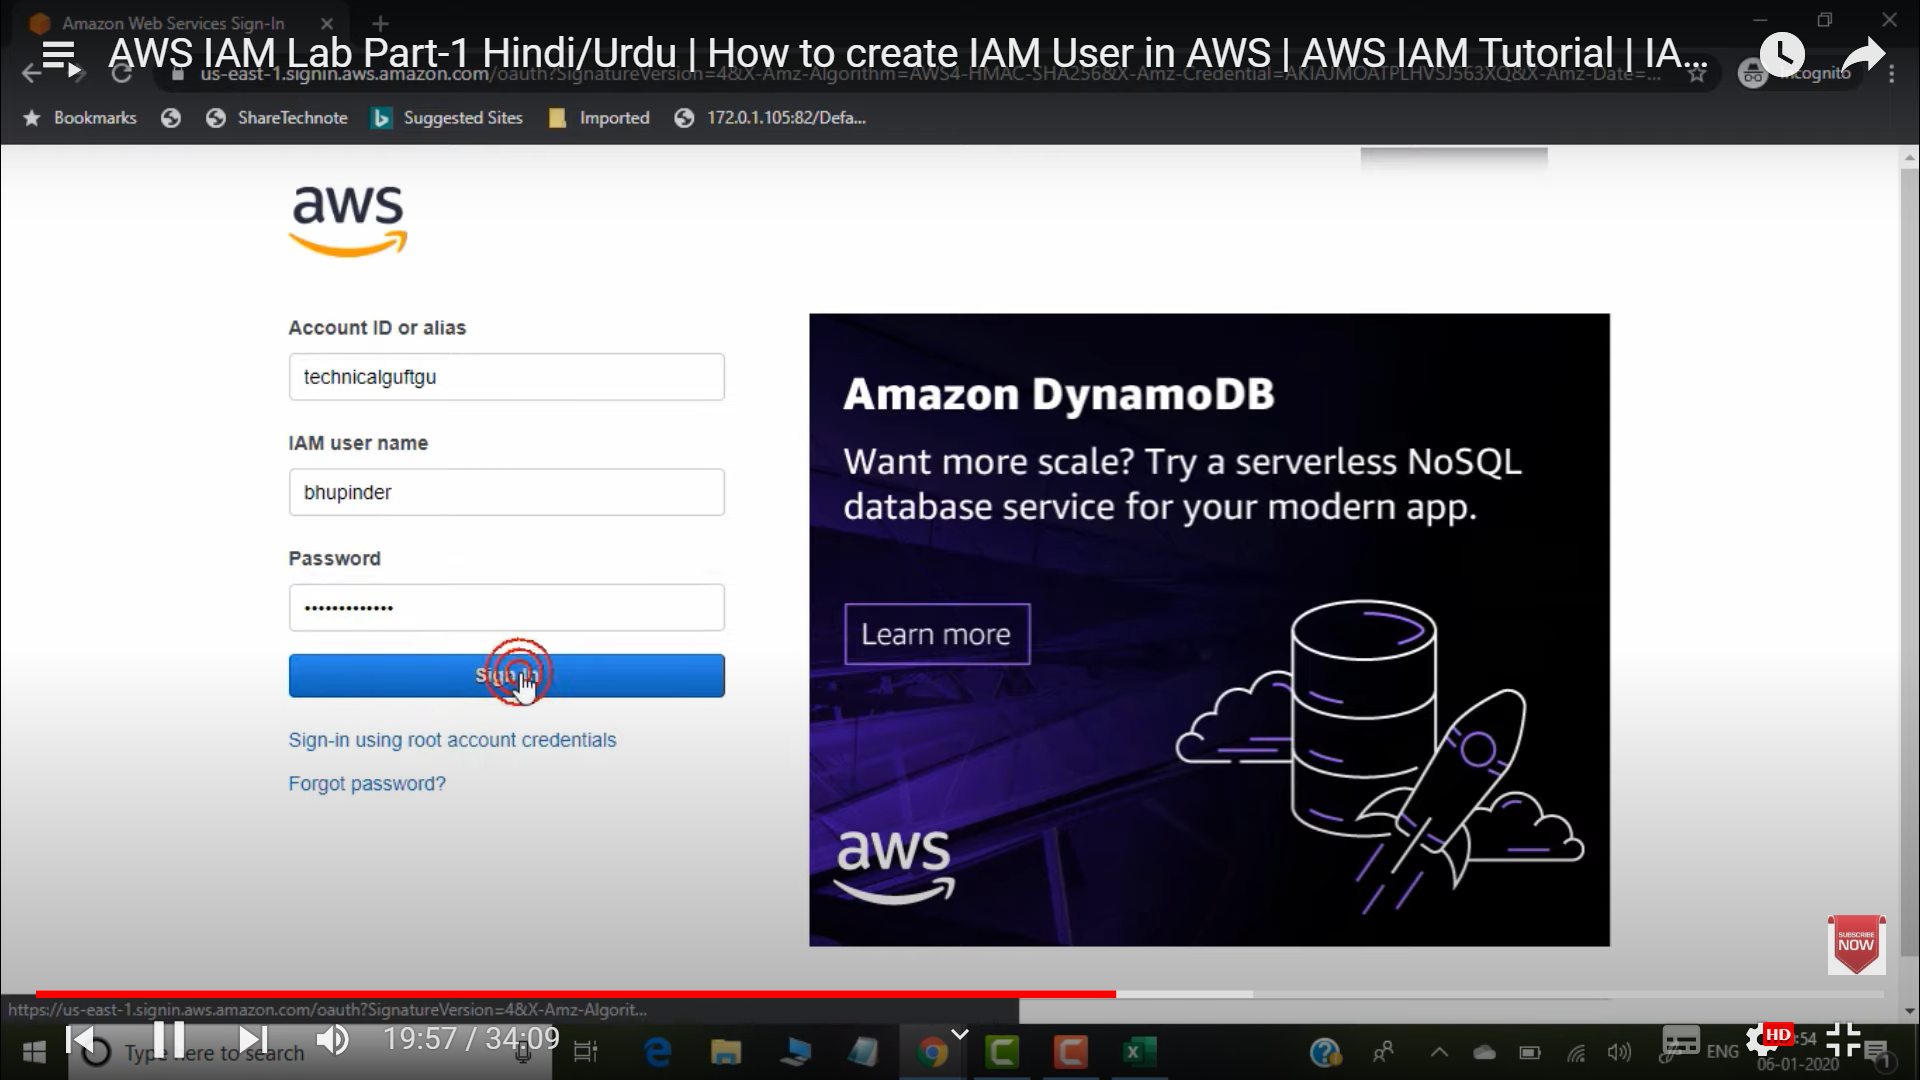 Amazon Web Services Sign-In
AWS IAM Lab Part-1 Hindi/Urdu | How to create IAM User in AWS | AWS IAM Tutorial | IA...
us-east-1.signin.aws.amazon.com/oauth?SignatureVersion=4&X-Amz-Algorithm=AWS4-HMAC-SHA256&X-Amz-Credential=AKIAJMOATPLHVSJ563XQ&X-Amz-Date=...
Incognito
Bookmarks
ShareTechnote
Suggested Sites
Imported
172.0.1.105:82/Defa...
aws
Account ID or alias
technicalguftgu
IAM user name
bhupinder
Password
Sign In
Sign-in using root account credentials
Forgot password?
Amazon DynamoDB
Want more scale? Try a serverless NoSQL
database service for your modern app.
Learn more
aws
SUBSCRIBE
NOW
https://us-east-1.signin.aws.amazon.com/oauth?SignatureVersion=4&X-Amz-Algorit...
19:57 / 34:09
Type here to search
ENG
HD
:54
06-01-2020
1